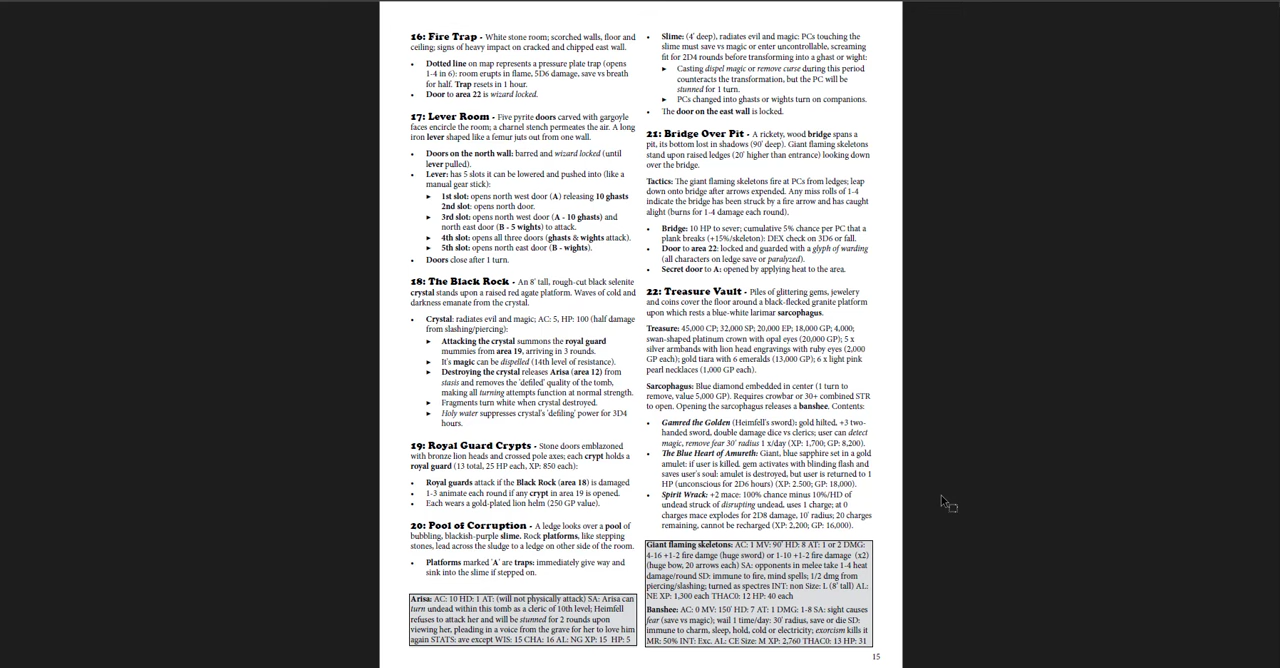 16: Fire Trap - White stone room; scorched walls, floor and
ceiling; signs of heavy impact on cracked and chipped east wall.
• Dotted line on map represents a pressure plate trap (opens
1-4 in 6): room erupts in flame, 5D6 damage, save vs breath
for half. Trap resets in 1 hour.
• Door to area 22 is wizard locked.
17: Lever Room - Five pyrite doors carved with gargoyle
faces encircle the room; a charnel stench permeates the air. A long
iron lever shaped like a femur juts out from one wall.
• Doors on the north wall: barred and wizard locked (until
lever pulled).
• Lever: has 5 slots it can be lowered and pushed into (like a
manual gear stick):
► 1st slot: opens north west door (A) releasing 10 ghasts
2nd slot: opens north door.
► 3rd slot: opens north west door (A - 10 ghasts) and
north east door (B - 5 wights) to attack.
► 4th slot: opens all three doors (ghasts & wights attack).
► 5th slot: opens north east door (B - wights).
• Doors close after 1 turn.
18: The Black Rock - An 8' tall, rough-cut black selenite
crystal stands upon a raised red agate platform. Waves of cold and
darkness emanate from the crystal.
• Crystal: radiates evil and magic; AC: 5, HP: 100 (half damage
from slashing/piercing):
► Attacking the crystal summons the royal guard
mummies from area 19, arriving in 3 rounds.
► It's magic can be dispelled (14th level of resistance).
► Destroying the crystal releases Arisa (area 12) from
stasis and removes the 'defiled' quality of the tomb,
making all turning attempts function at normal strength.
► Fragments turn white when crystal destroyed.
► Holy water suppresses crystal's 'defiling' power for 3D4
hours.
19: Royal Guard Crypts - Stone doors emblazoned
with bronze lion heads and crossed pole axes; each crypt holds a
royal guard (13 total, 25 HP each, XP: 850 each):
• Royal guards attack if the Black Rock (area 18) is damaged
• 1-3 animate each round if any crypt in area 19 is opened.
• Each wears a gold-plated lion helm (250 GP value).
20: Pool of Corruption - A ledge looks over a pool of
bubbling, blackish-purple slime. Rock platforms, like stepping
stones, lead across the sludge to a ledge on other side of the room.
• Platforms marked 'A' are traps: immediately give way and
sink into the slime if stepped on.
Arisa: AC: 10 HD: 1 AT: (will not physically attack) SA: Arisa can
turn undead within this tomb as a cleric of 10th level; Heimfell
refuses to attack her and will be stunned for 2 rounds upon
viewing her, pleading in a voice from the grave for her to love him
again STATS: ave except WIS: 15 CHA: 16 AL: NG XP: 15 HP: 5
• Slime: (4' deep), radiates evil and magic: PCs touching the
slime must save vs magic or enter uncontrollable, screaming
fit for 2D4 rounds before transforming into a ghast or wight:
► Casting dispel magic or remove curse during this period
counteracts the transformation, but the PC will be
stunned for 1 turn.
► PCs changed into ghasts or wights turn on companions.
• The door on the east wall is locked.
21: Bridge Over Pit - A rickety, wood bridge spans a
pit, its bottom lost in shadows (90' deep). Giant flaming skeletons
stand upon raised ledges (20' higher than entrance) looking down
over the bridge.
Tactics: The giant flaming skeletons fire at PCs from ledges; leap
down onto bridge after arrows expended. Any miss rolls of 1-4
indicate the bridge has been struck by a fire arrow and has caught
alight (burns for 1-4 damage each round).
• Bridge: 10 HP to sever; cumulative 5% chance per PC that a
plank breaks (+15%/skeleton): DEX check on 3D6 or fall.
• Door to area 22: locked and guarded with a glyph of warding
(all characters on ledge save or paralyzed).
• Secret door to A: opened by applying heat to the area.
22: Treasure Vault - Piles of glittering gems, jewelery
and coins cover the floor around a black-flecked granite platform
upon which rests a blue-white larimar sarcophagus.
Treasure: 45,000 CP; 32,000 SP; 20,000 EP; 18,000 GP; 4,000;
swan-shaped platinum crown with opal eyes (20,000 GP); 5 x
silver armbands with lion head engravings with ruby eyes (2,000
GP each); gold tiara with 6 emeralds (13,000 GP); 6 x light pink
pearl necklaces (1,000 GP each).
Sarcophagus: Blue diamond embedded in center (1 turn to
remove, value 5,000 GP). Requires crowbar or 30+ combined STR
to open. Opening the sarcophagus releases a banshee. Contents:
• Gamred the Golden (Heimfell's sword): gold hilted, +3 two-
handed sword, double damage dice vs clerics; user can detect
magic, remove fear 30' radius 1 x/day (XP: 1,700; GP: 8,200).
• The Blue Heart of Amureth: Giant, blue sapphire set in a gold
amulet: if user is killed, gem activates with blinding flash and
saves user's soul: amulet is destroyed, but user is returned to 1
HP (unconscious for 2D6 hours) (XP: 2.500; GP: 18,000).
• Spirit Wrack: +2 mace: 100% chance minus 10%/HD of
undead struck of disrupting undead, uses 1 charge; at 0
charges mace explodes for 2D8 damage, 10' radius; 20 charges
remaining, cannot be recharged (XP: 2,200; GP: 16,000).
Giant flaming skeletons: AC: 1 MV: 90' HD: 8 AT: 1 or 2 DMG:
4-16 +1-2 fire damge (huge sword) or 1-10 +1-2 fire damage (x2)
(huge bow, 20 arrows each) SA: opponents in melee take 1-4 heat
damage/round SD: immune to fire, mind spells; 1/2 dmg from
piercing/slashing; turned as spectres INT: non Size: L (8' tall) AL:
NE XP: 1,300 each THAC0: 12 HP: 40 each
Banshee: AC: 0 MV: 150' HD: 7 AT: 1 DMG: 1-8 SA: sight causes
fear (save vs magic); wail 1 time/day: 30' radius, save or die SD:
immune to charm, sleep, hold, cold or electricity; exorcism kills it
MR: 50% INT: Exc. AL: CE Size: M XP: 2,760 THAC0: 13 HP: 31
15